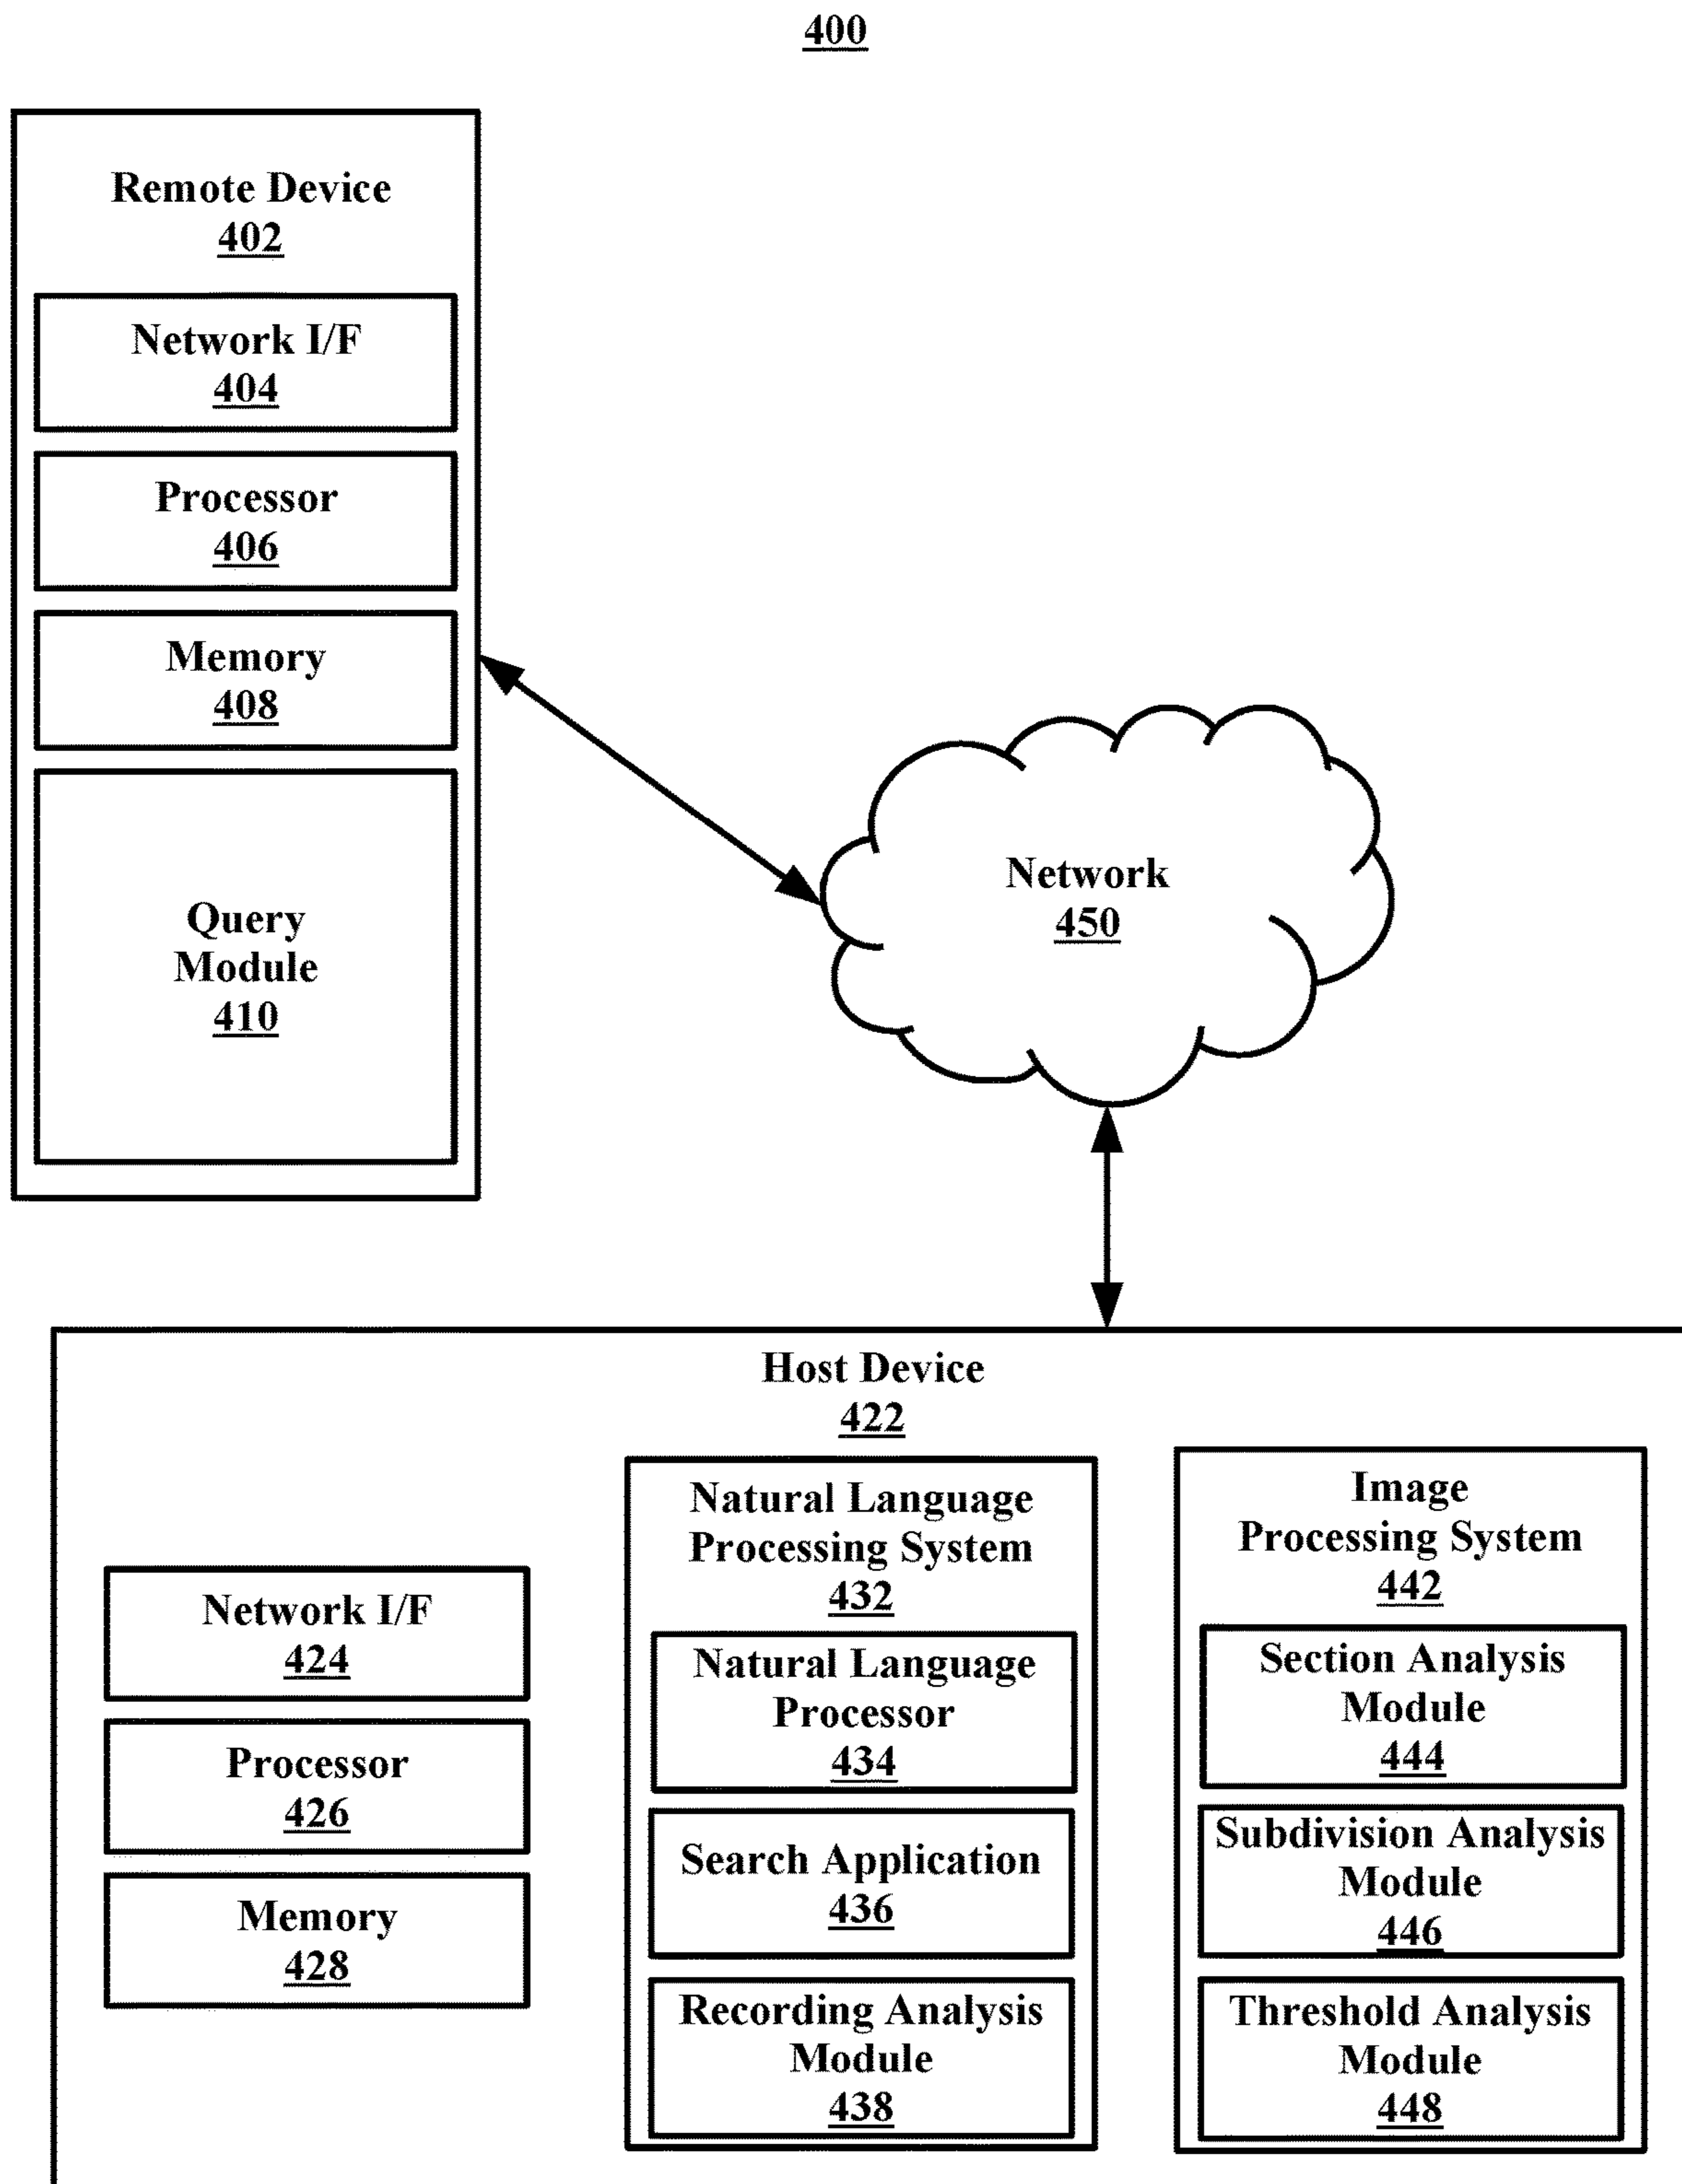 400
Remote Device
402
Network I/F
404
Processor
406
Memory
408
Query
Module
410
Network
450
Host Device
422
Network I/F
424
Processor
426
Memory
428
Natural Language
Processing System
432
Natural Language
Processor
434
Search Application
436
Recording Analysis
Module
438
Image
Processing System
442
Section Analysis
Module
444
Subdivision Analysis
Module
446
Threshold Analysis
Module
448